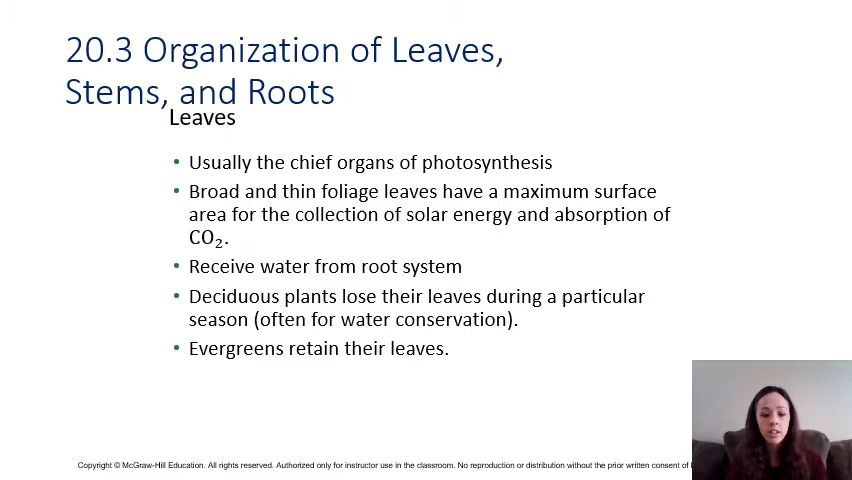 20.3 Organization of Leaves,
Stems, and Roots
Leaves
• Usually the chief organs of photosynthesis
• Broad and thin foliage leaves have a maximum surface
area for the collection of solar energy and absorption of
CO₂.
• Receive water from root system
• Deciduous plants lose their leaves during a particular
season (often for water conservation).
• Evergreens retain their leaves.
Copyright © McGraw-Hill Education. All rights reserved. Authorized only for instructor use in the classroom. No reproduction or distribution without the prior written consent of